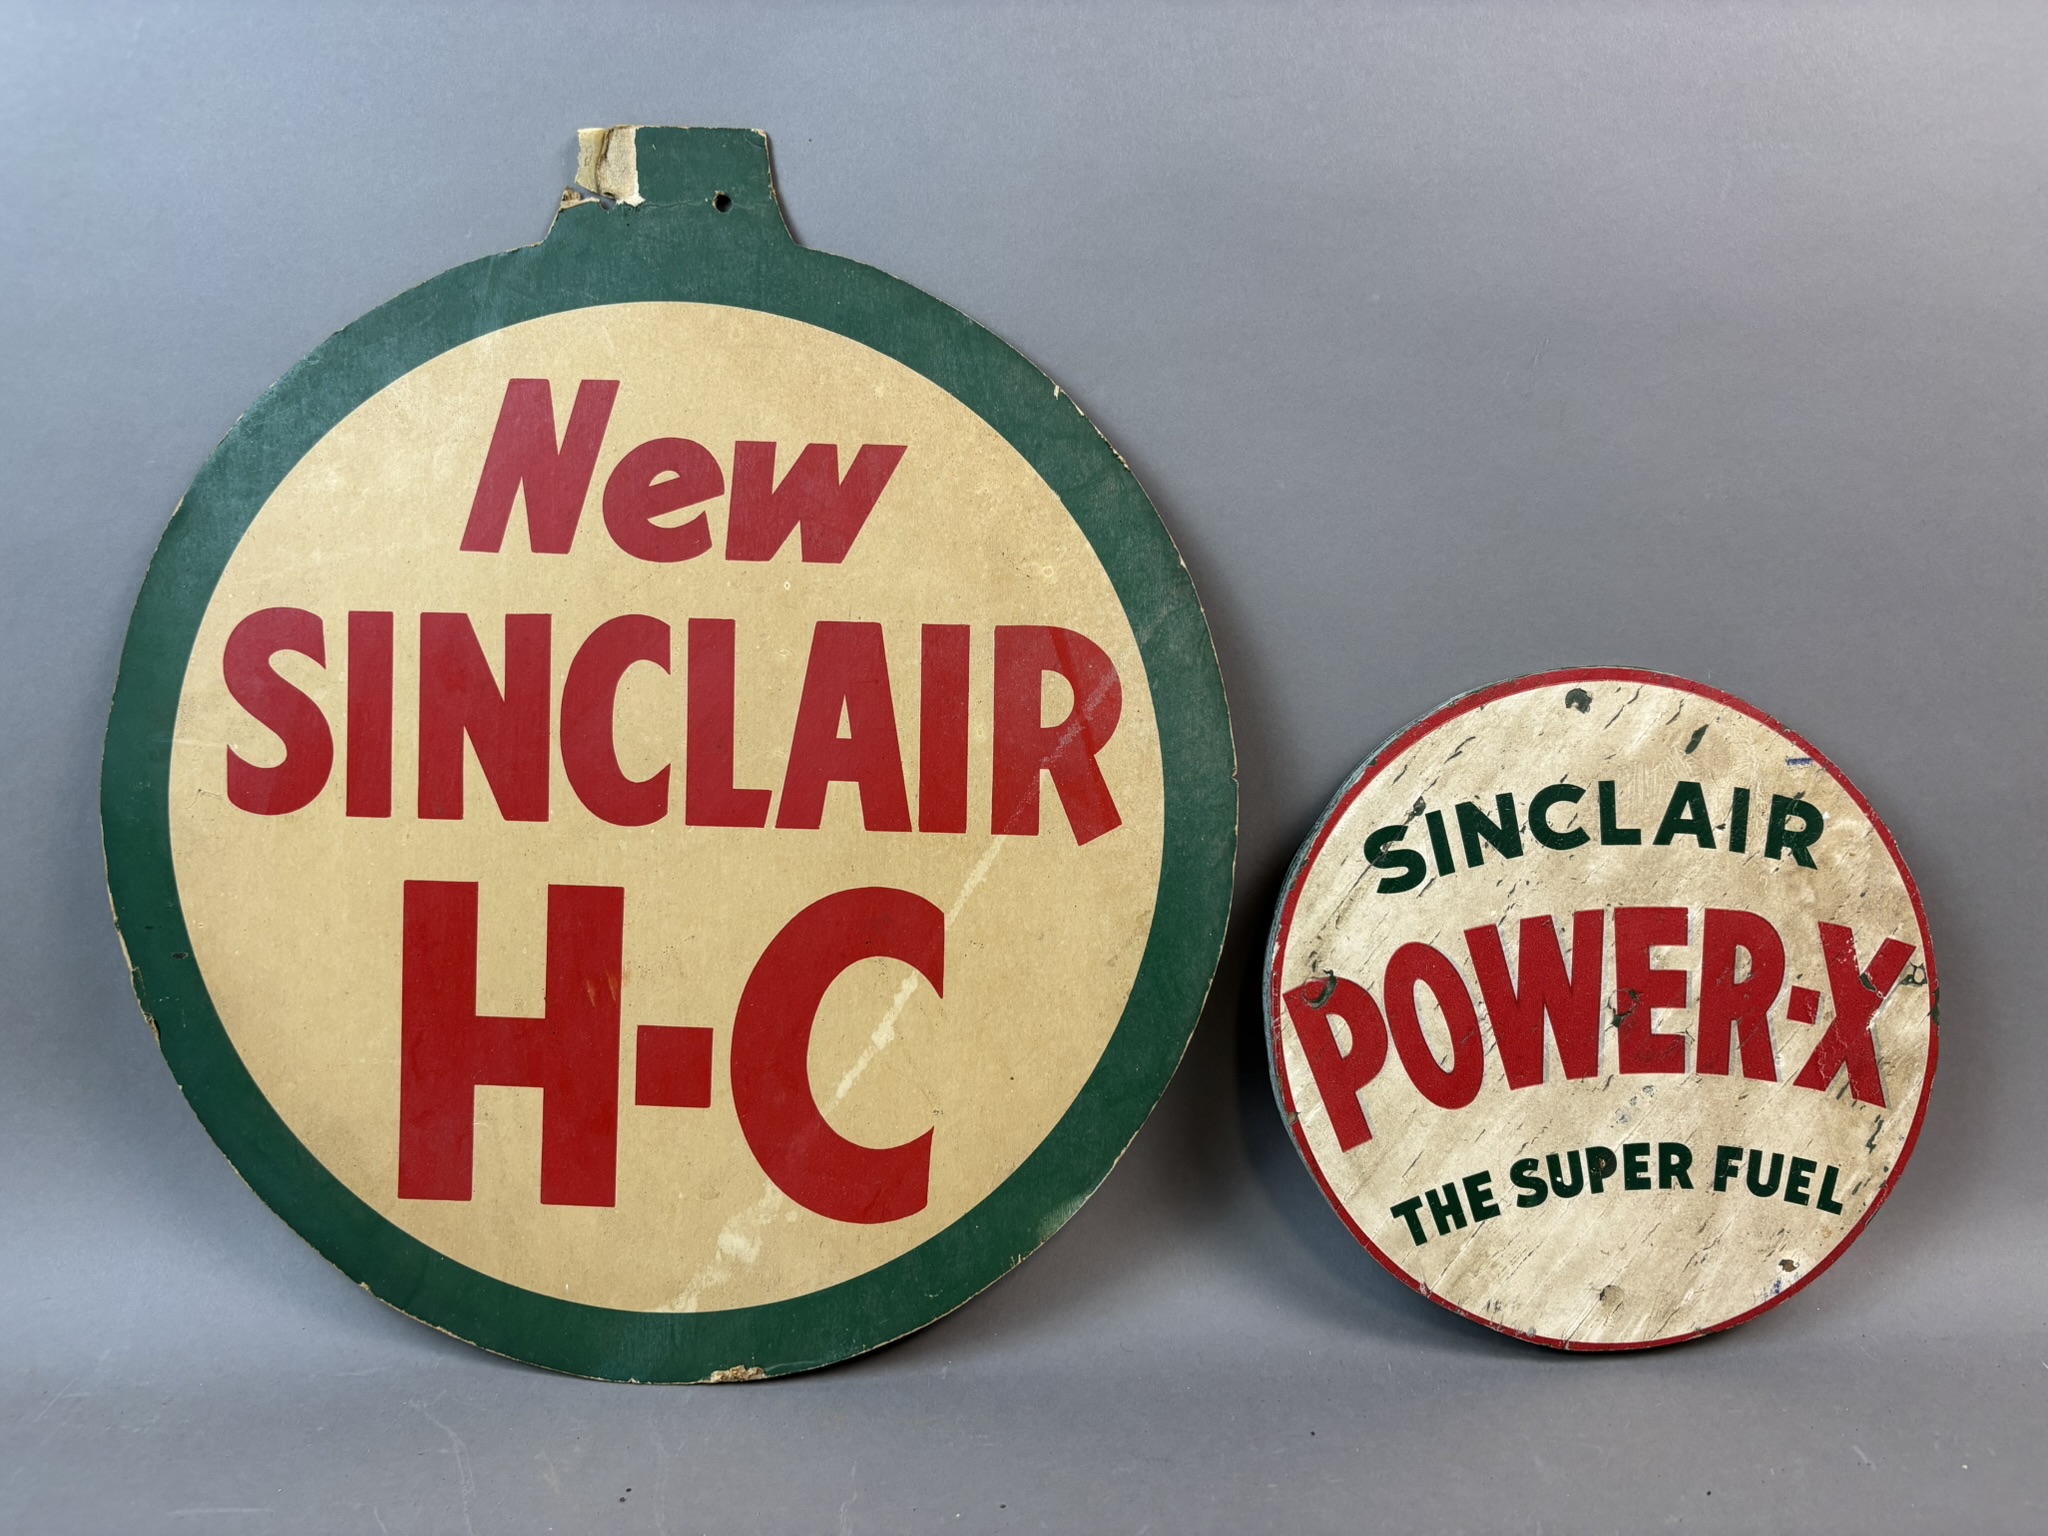 New
SINCLAIR
H-C
SINCLAIR
POWER-X
THE SUPER FUEL